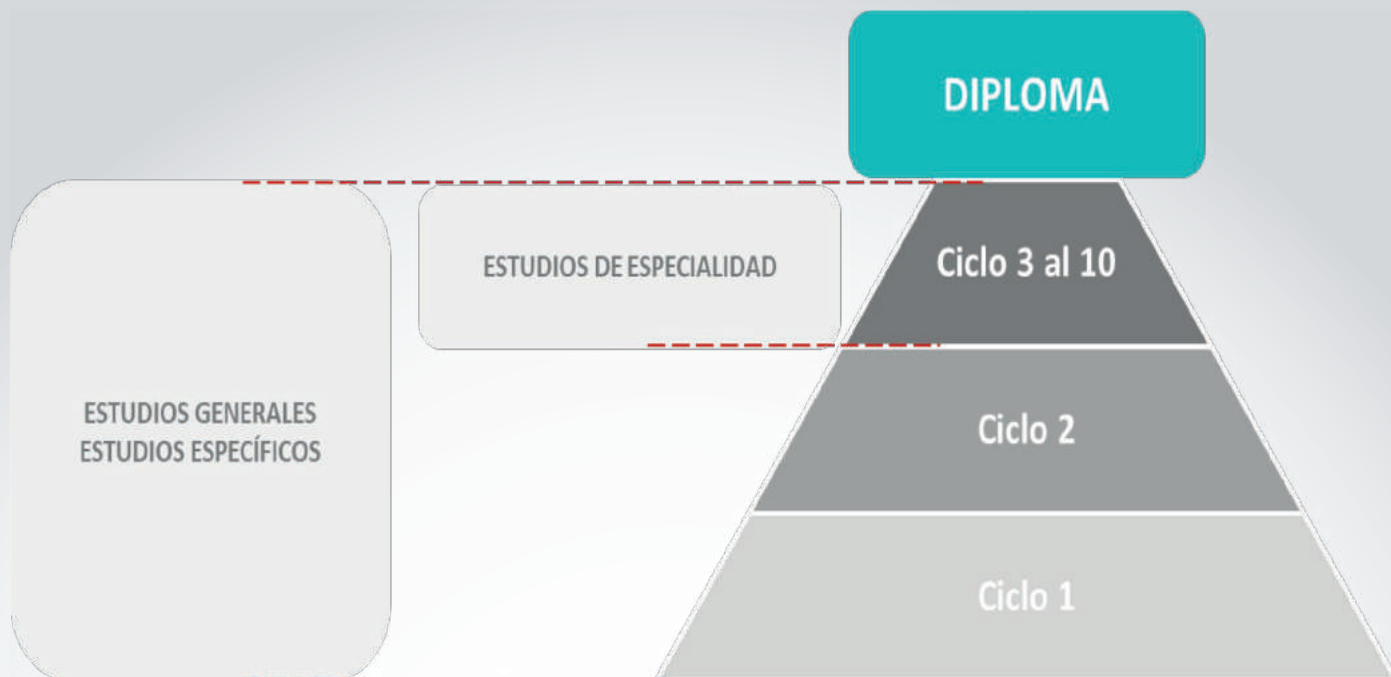 DIPLOMA
ESTUDIOS DE ESPECIALIDAD
Ciclo 3 al 10
ESTUDIOS GENERALES
ESTUDIOS ESPECÍFICOS
Ciclo 2
Ciclo 1